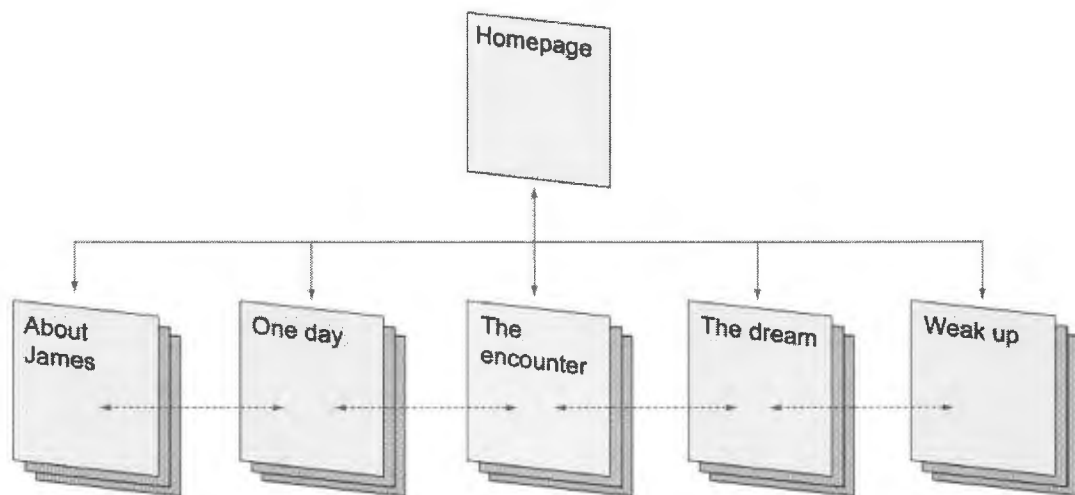 Homepage
About
James
One day
The
encounter
The dream
Weak up